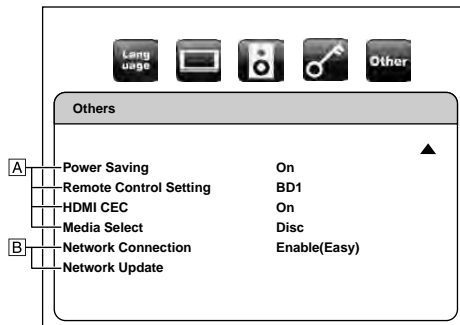 Lang
uage
Other
Others
A
Power Saving On
Remote Control Setting BD1
HDMI CEC On
Media Select Disc
B
Network Connection Enable(Easy)
Network Update